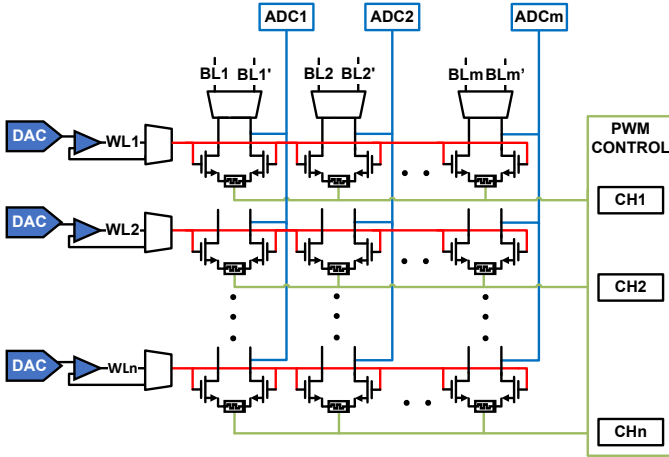 ADC1 ADC2 ADCm
BL1 BL1' BL2 BL2' BLm BLm'
DAC WL1
PWM
CONTROL
CH1
DAC WL2
CH2
DAC WLn
CHn